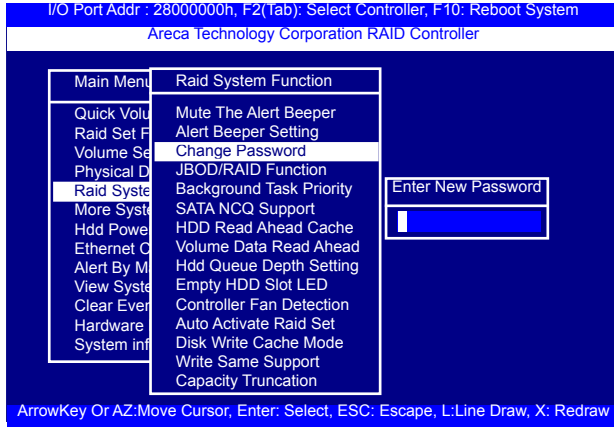 I/O Port Addr : 28000000h, F2(Tab): Select Controller, F10: Reboot System
Areca Technology Corporation RAID Controller
Main Menu
Quick Volu
Raid Set F
Volume Se
Physical D
Raid Syste
More Syste
Hdd Powe
Ethernet C
Alert By M
View Syste
Clear Even
Hardware
System inf
Raid System Function
Mute The Alert Beeper
Alert Beeper Setting
Change Password
JBOD/RAID Function
Background Task Priority
SATA NCQ Support
HDD Read Ahead Cache
Volume Data Read Ahead
Hdd Queue Depth Setting
Empty HDD Slot LED
Controller Fan Detection
Auto Activate Raid Set
Disk Write Cache Mode
Write Same Support
Capacity Truncation
Enter New Password
ArrowKey Or AZ:Move Cursor, Enter: Select, ESC: Escape, L:Line Draw, X: Redraw